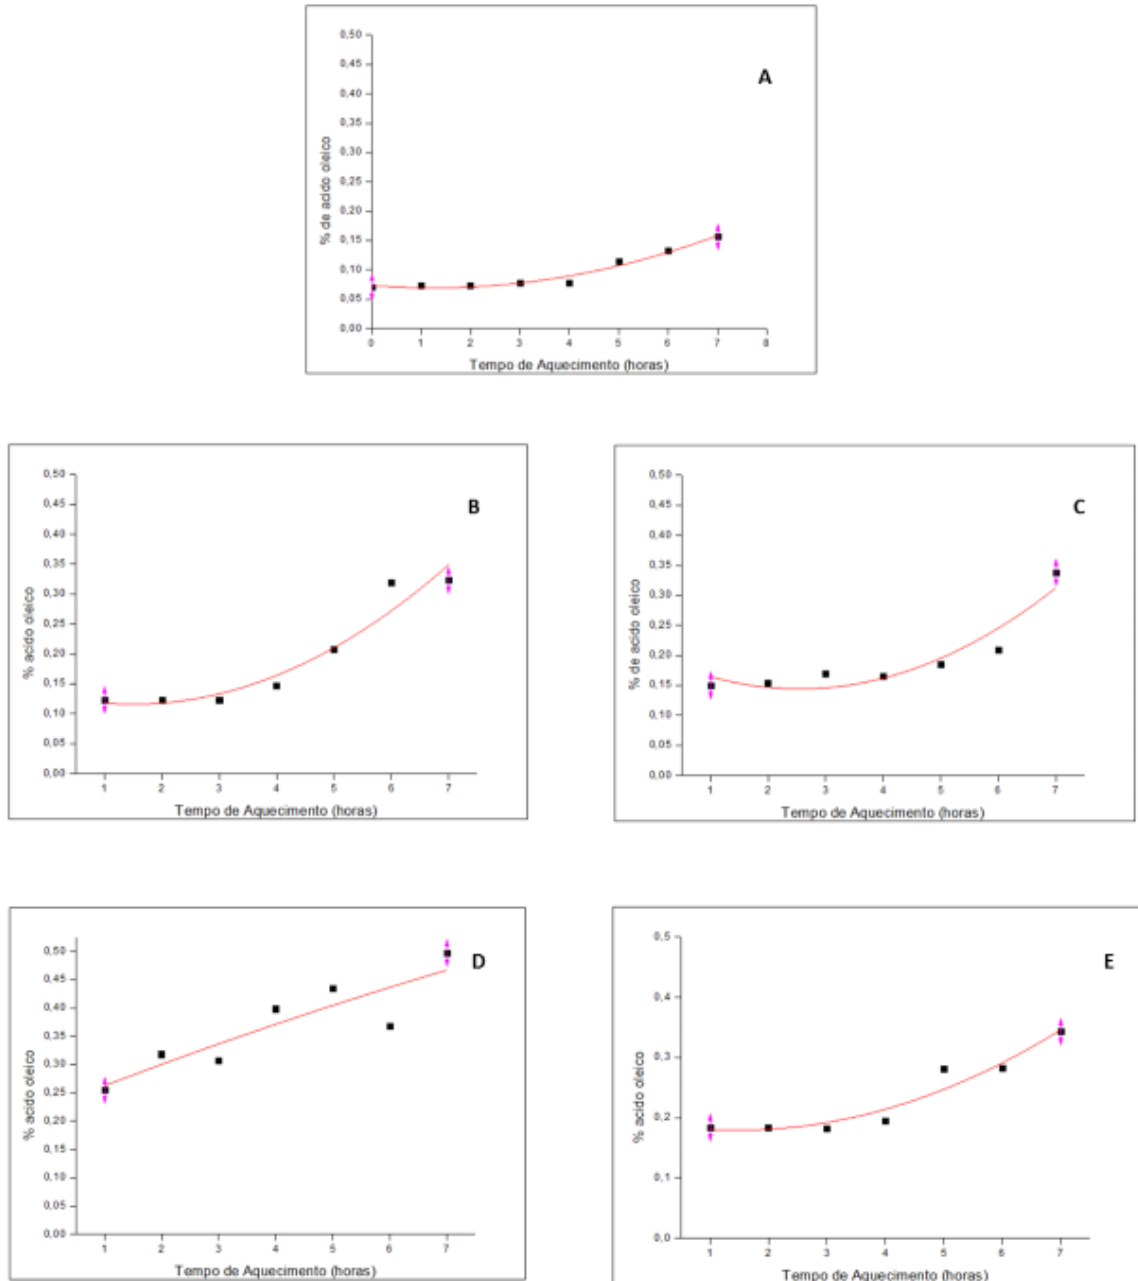 A
0,50
0,45
0,40
0,35
0,30
0,25
0,20
0,15
0,10
0,05
0,00
% de acido oleico
0 1 2 3 4 5 6 7 8
Tempo de Aquecimento (horas)
B
0,50
0,45
0,40
0,35
0,30
0,25
0,20
0,15
0,10
0,05
0,00
% acido oleico
1 2 3 4 5 6 7
Tempo de Aquecimento (horas)
C
0,50
0,45
0,40
0,35
0,30
0,25
0,20
0,15
0,10
0,05
0,00
% de acido oleico
1 2 3 4 5 6 7
Tempo de Aquecimento (horas)
D
0,50
0,45
0,40
0,35
0,30
0,25
0,20
0,15
0,10
0,05
0,00
% acido oleico
1 2 3 4 5 6 7
Tempo de Aquecimento (horas)
E
0,5
0,4
0,3
0,2
0,1
0,0
% acido oleico
1 2 3 4 5 6 7
Tempo de Aquecimento (horas)